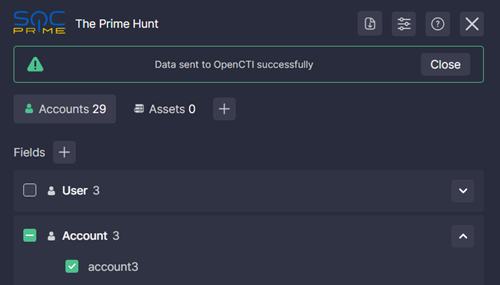 SOC
PRIME
The Prime Hunt
Data sent to OpenCTI successfully
Close
Accounts 29
Assets 0
Fields
User 3
Account 3
account3